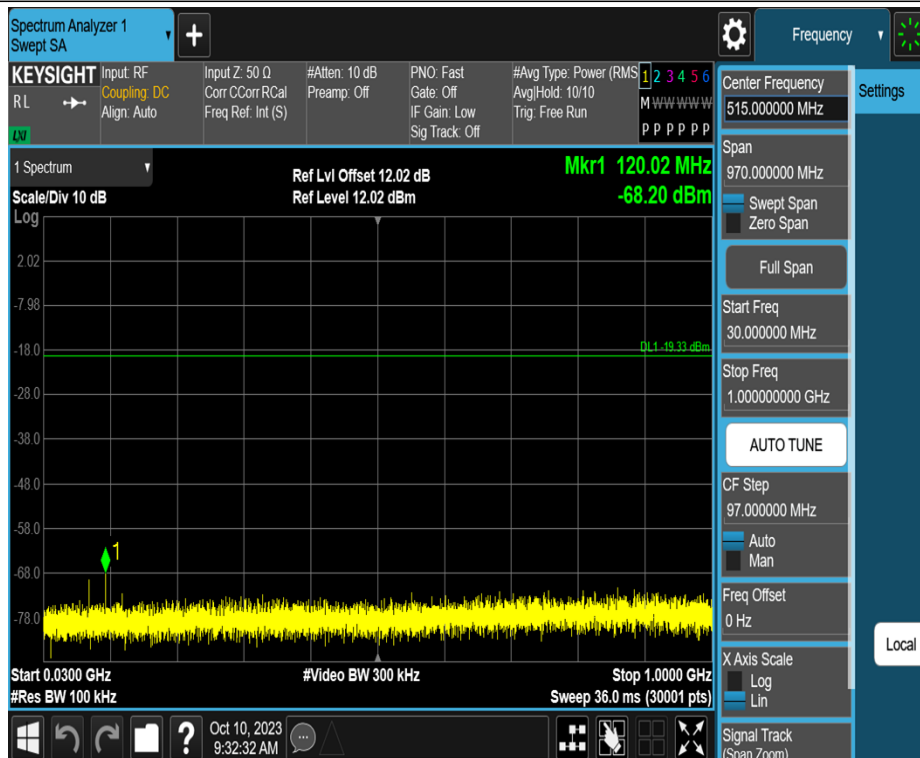 Spectrum Analyzer 1
Swept SA
+
Frequency
KEYSIGHT
RL
LXI
Input: RF
Coupling: DC
Align: Auto
Input Z: 50 Ω
Corr CCorr RCal
Freq Ref: Int (S)
#Atten: 10 dB
Preamp: Off
PNO: Fast
Gate: Off
IF Gain: Low
Sig Track: Off
#Avg Type: Power (RMS
Avg|Hold: 10/10
Trig: Free Run
1 2 3 4 5 6
M W W W W W
P P P P P P
1 Spectrum
Scale/Div 10 dB
Log
Ref Lvl Offset 12.02 dB
Ref Level 12.02 dBm
Mkr1 120.02 MHz
-68.20 dBm
2.02
-7.98
-18.0
DL1 -19.33 dBm
-28.0
-38.0
-48.0
-58.0
1
-68.0
-78.0
Start 0.0300 GHz
#Res BW 100 kHz
#Video BW 300 kHz
Stop 1.0000 GHz
Sweep 36.0 ms (30001 pts)
Oct 10, 2023
9:32:32 AM
?
Center Frequency
515.000000 MHz
Span
970.000000 MHz
Swept Span
Zero Span
Full Span
Start Freq
30.000000 MHz
Stop Freq
1.000000000 GHz
AUTO TUNE
CF Step
97.000000 MHz
Auto
Man
Freq Offset
0 Hz
X Axis Scale
Log
Lin
Signal Track
(Span Zoom)
Settings
Local